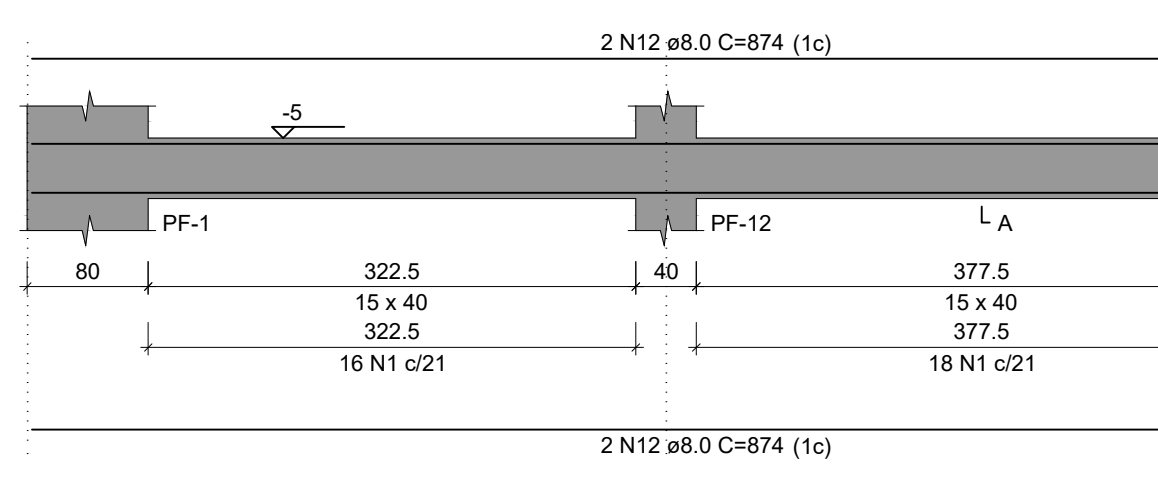 2 N12 ø8.0 C=874 (1c)
-5
PF-1
PF-12
A
80
322.5
40
377.5
15 x 40
15 x 40
322.5
377.5
16 N1 c/21
18 N1 c/21
2 N12 ø8.0 C=874 (1c)